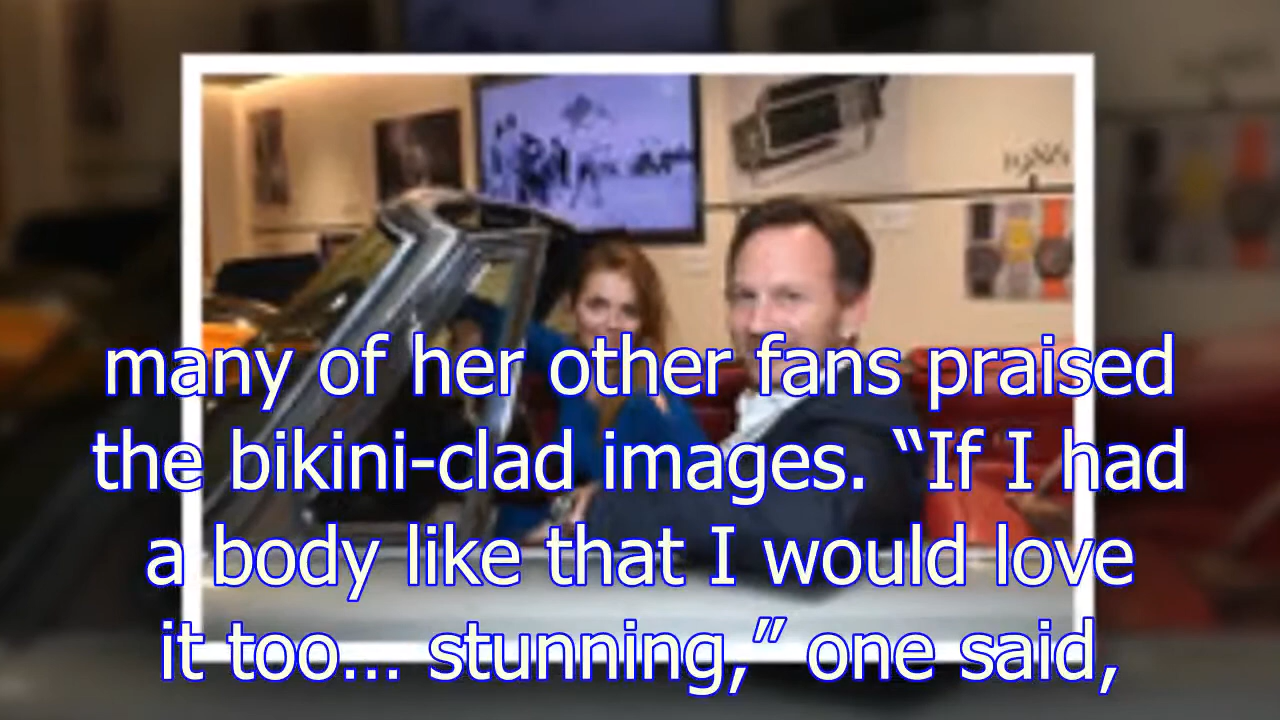 1986
many of her other fans praised
the bikini-clad images. “If I had
a body like that I would love
it too... stunning,” one said,